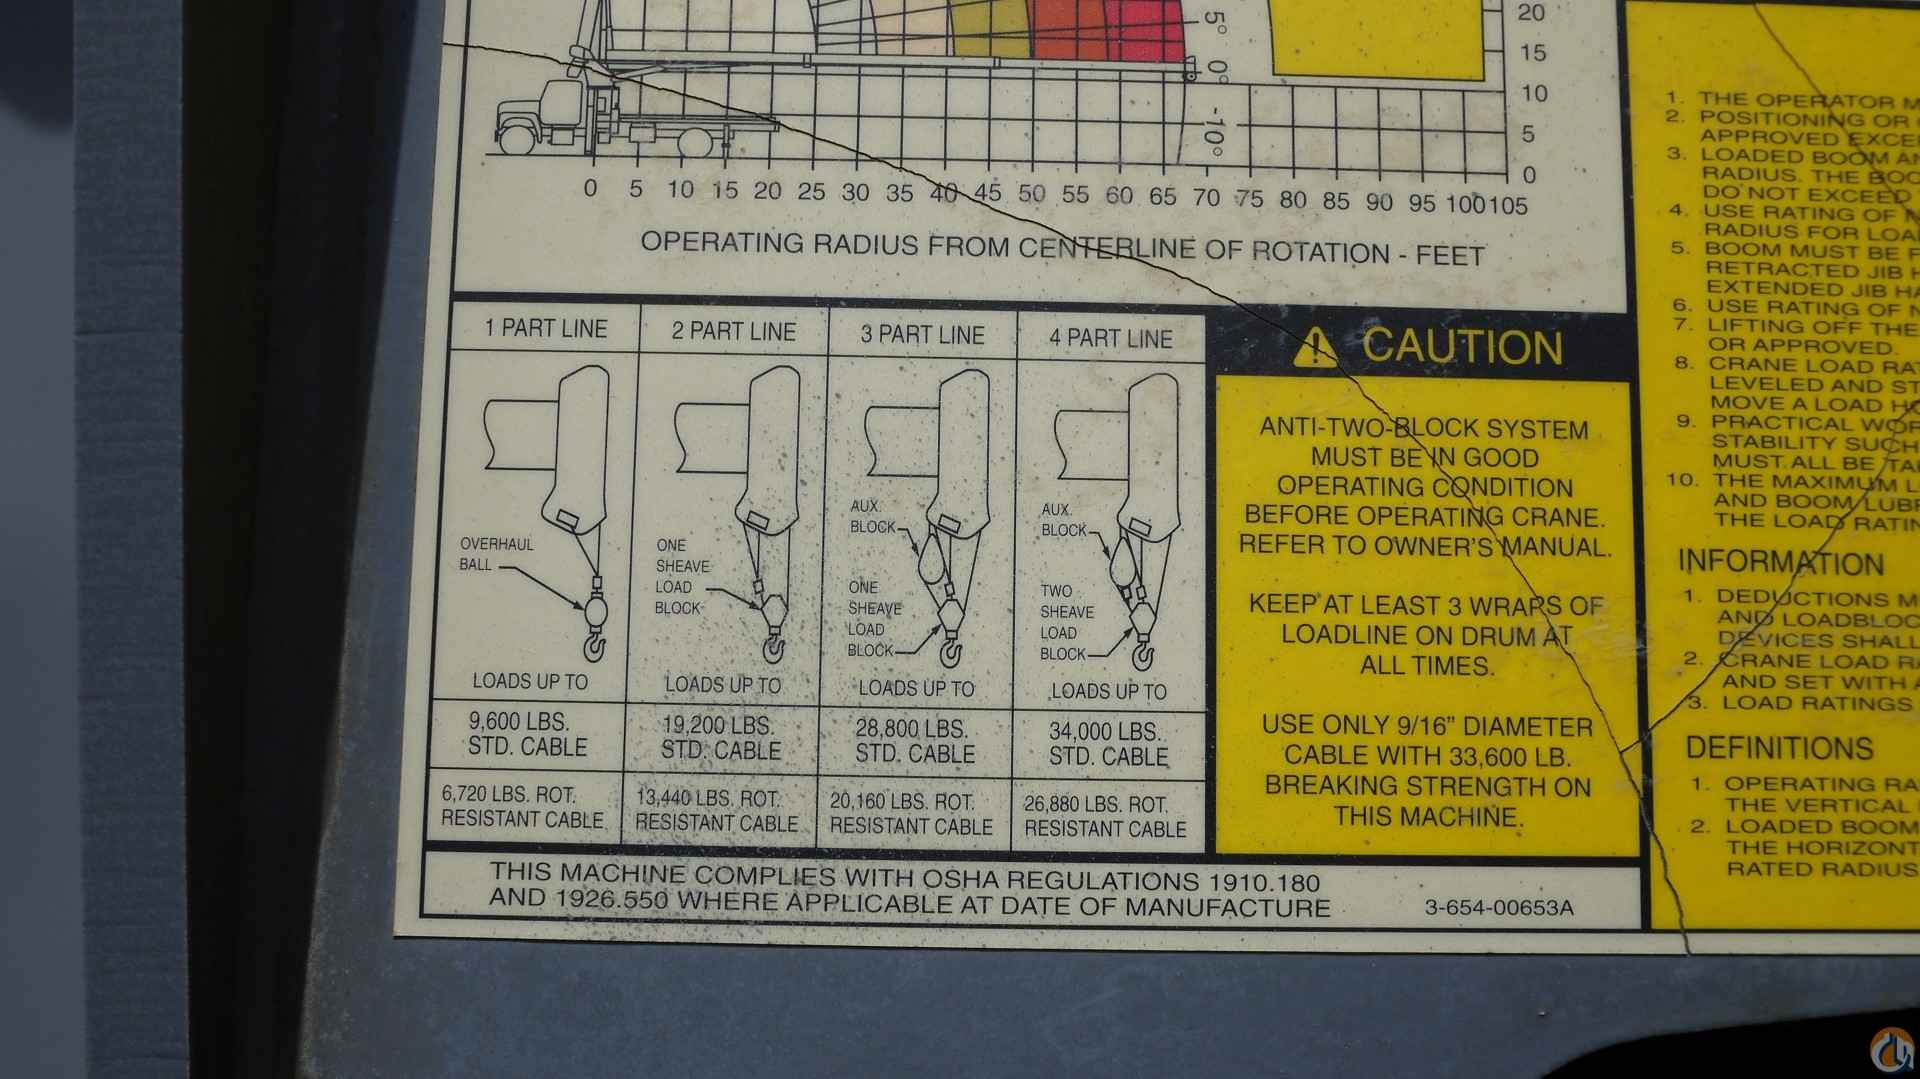 5°
0°
-10°
20
15
10
5
0
0 5 10 15 20 25 30 35 40 45 50 55 60 65 70 75 80 85 90 95 100 105
OPERATING RADIUS FROM CENTERLINE OF ROTATION - FEET
1 PART LINE
OVERHAUL
BALL
LOADS UP TO
9,600 LBS.
STD. CABLE
6,720 LBS. ROT.
RESISTANT CABLE
2 PART LINE
ONE
SHEAVE
LOAD
BLOCK
LOADS UP TO
19,200 LBS.
STD. CABLE
13,440 LBS. ROT.
RESISTANT CABLE
3 PART LINE
AUX.
BLOCK
ONE
SHEAVE
LOAD
BLOCK
LOADS UP TO
28,800 LBS.
STD. CABLE
20,160 LBS. ROT.
RESISTANT CABLE
4 PART LINE
AUX.
BLOCK
TWO
SHEAVE
LOAD
BLOCK
LOADS UP TO
34,000 LBS.
STD. CABLE
26,880 LBS. ROT.
RESISTANT CABLE
CAUTION
ANTI-TWO-BLOCK SYSTEM
MUST BE IN GOOD
OPERATING CONDITION
BEFORE OPERATING CRANE.
REFER TO OWNER'S MANUAL.
KEEP AT LEAST 3 WRAPS OF
LOADLINE ON DRUM AT
ALL TIMES.
USE ONLY 9/16" DIAMETER
CABLE WITH 33,600 LB.
BREAKING STRENGTH ON
THIS MACHINE.
THIS MACHINE COMPLIES WITH OSHA REGULATIONS 1910.180
AND 1926.550 WHERE APPLICABLE AT DATE OF MANUFACTURE
3-654-00653A
1. THE OPERATOR
2. POSITIONING OR
APPROVED
3. LOADED BOOM
RADIUS. THE
DO NOT EXCEED
4. USE RATING OF
RADIUS FOR
5. BOOM MUST BE
RETRACTED JIB
EXTENDED JIB
6. USE RATING OF
7. LIFTING OFF THE
OR APPROVED.
8. CRANE LOAD
LEVELED AND
MOVE A LOAD
9. PRACTICAL
STABILITY SUCH
MUST ALL BE
10. THE MAXIMUM
AND BOOM
THE LOAD
INFORMATION
1. DEDUCTIONS
AND
DEVICES SHALL
2. CRANE LOAD
AND SET WITH
3. LOAD RATINGS
DEFINITIONS
1. OPERATING
THE VERTICAL
2. LOADED BOOM
THE
RATED RADIUS